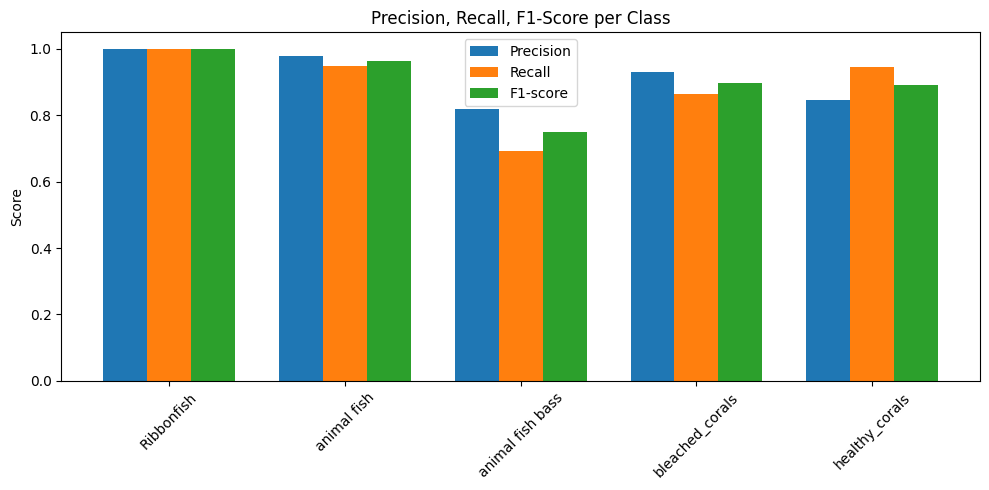 Precision, Recall, F1-Score per Class
Precision
Recall
F1-score
Score
1.0
0.8
0.6
0.4
0.2
0.0
Ribbonfish
animal fish
animal fish bass
bleached_corals
healthy_corals